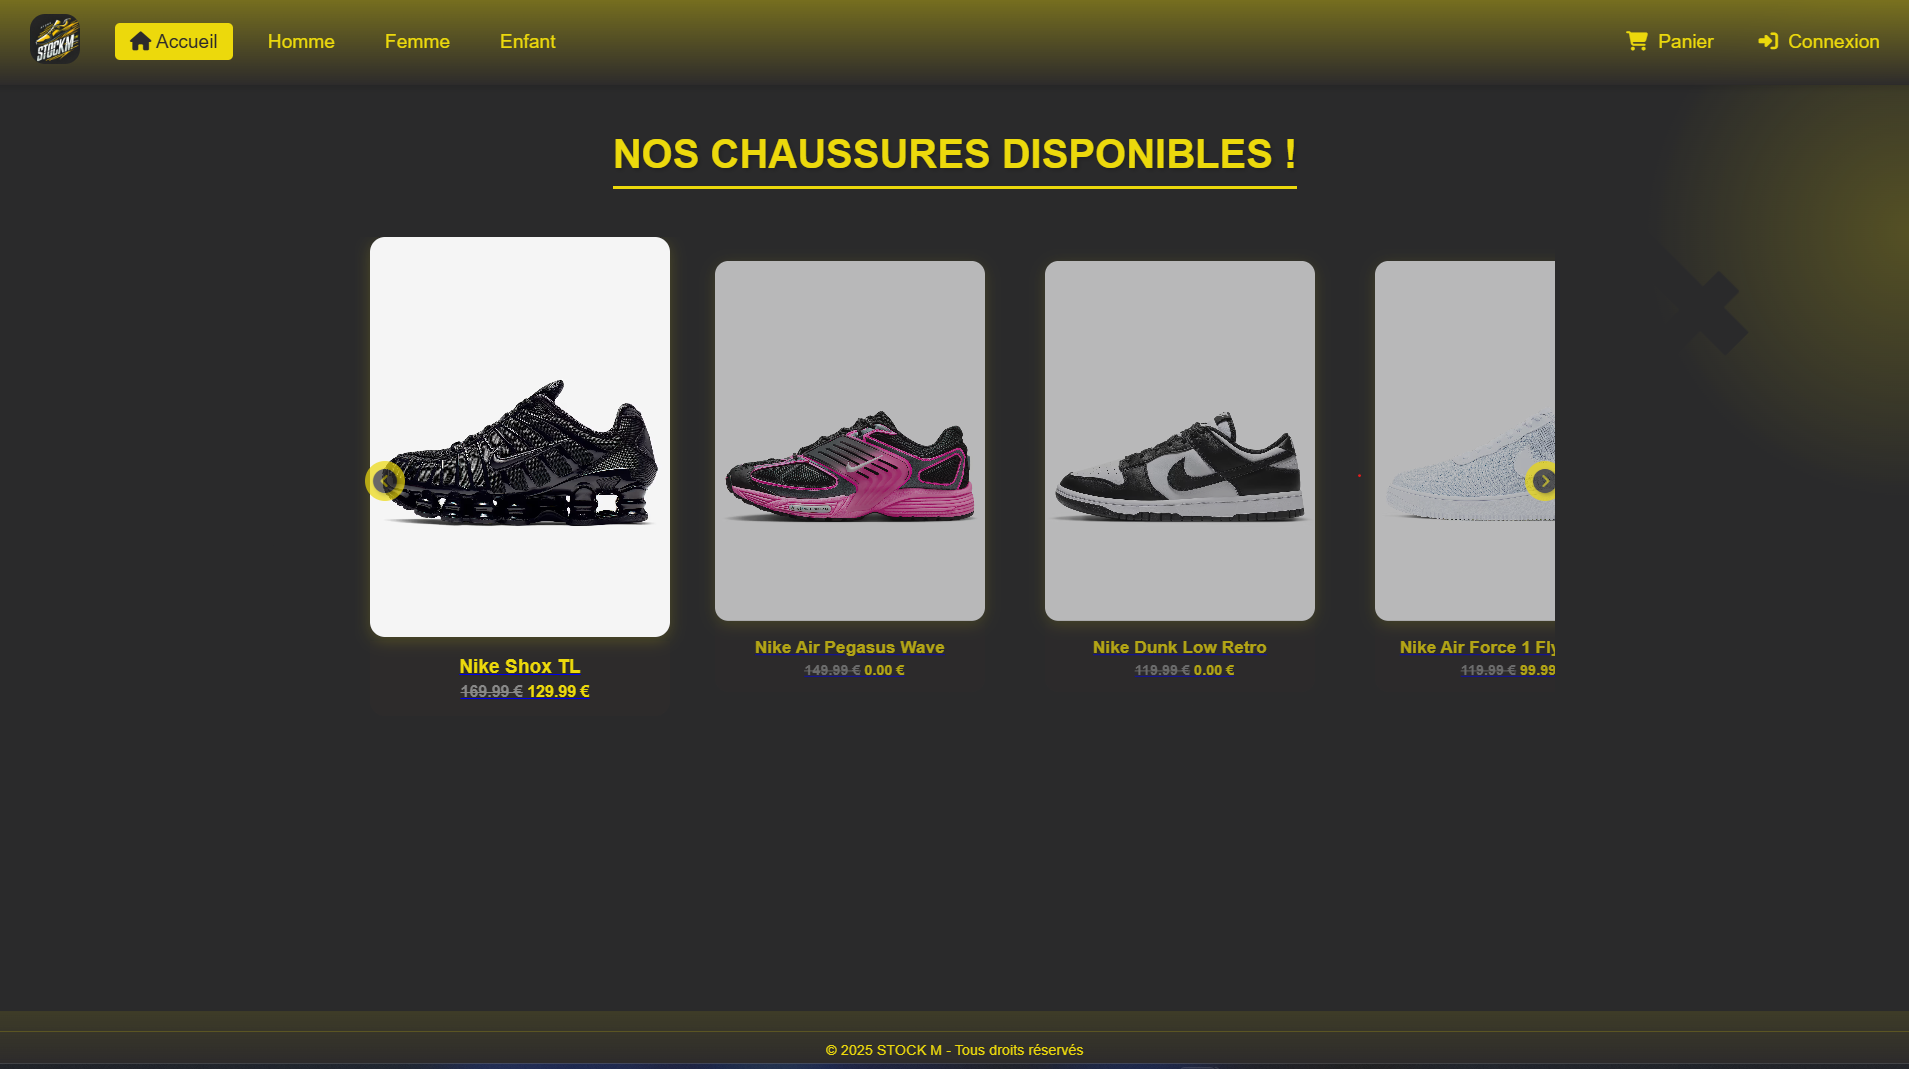 STOCKM
Accueil
Homme
Femme
Enfant
Panier
Connexion
NOS CHAUSSURES DISPONIBLES !
Nike Shox TL
169.99 € 129.99 €
Nike Air Pegasus Wave
149.99 € 0.00 €
Nike Dunk Low Retro
119.99 € 0.00 €
Nike Air Force 1 Fly
119.99 € 99.99
© 2025 STOCK M - Tous droits réservés